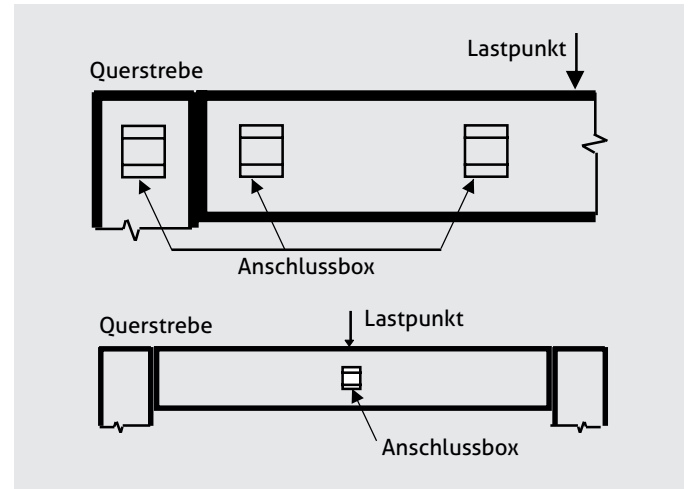 Lastpunkt
Querstrebe
Anschlussbox
Querstrebe
Lastpunkt
Anschlussbox